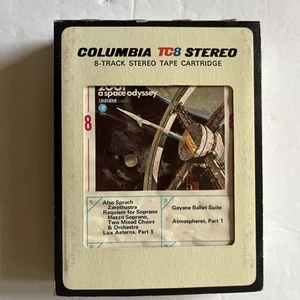 COLUMBIA TC8 STEREO
8-TRACK STEREO TAPE CARTRIDGE
2001
a space odyssey
8
1
Also Sprach
Zarathustra
Requiem for Soprano
Mezzo Soprano,
Two Mixed Choirs
& Orchestra
Lux Aeterna, Part 1
Gayane Ballet Suite
Atmospheres, Part 1